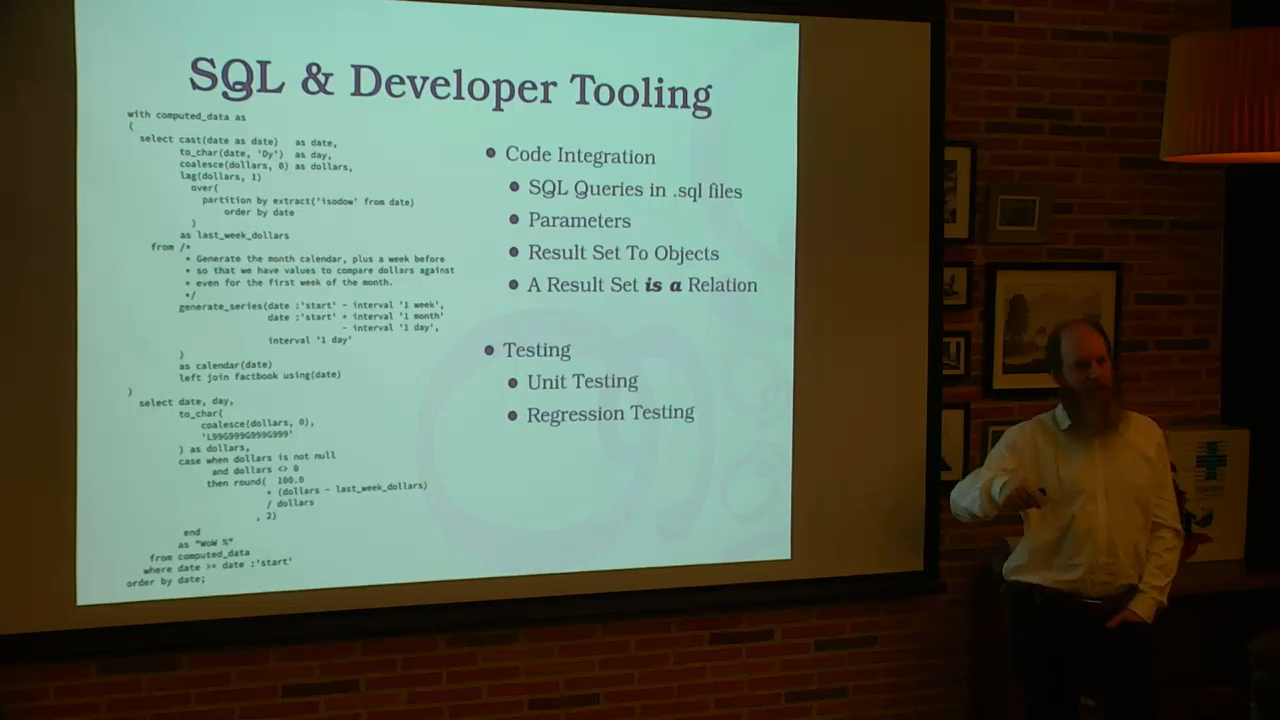 SQL & Developer Tooling
with computed_data as
(
select cast(date as date) as date,
to_char(date, 'Dy') as day,
coalesce(dollars, 0) as dollars,
lag(dollars, 1)
over(
partition by extract('isodow' from date)
order by date
)
as last_week_dollars
from /*
* Generate the month calendar, plus a week before
* so that we have values to compare dollars against
* even for the first week of the month.
*/
generate_series(date :'start' - interval '1 week',
date :'start' + interval '1 month'
- interval '1 day',
interval '1 day'
)
as calendar(date)
left join factbook using(date)
)
select date, day,
to_char(
coalesce(dollars, 0),
'L99G999G999G999'
) as dollars,
case when dollars is not null
and dollars <> 0
then round( 100.0
* (dollars - last_week_dollars)
/ dollars
, 2)
end
as "WoW %"
from computed_data
where date >= date :'start'
order by date;
• Code Integration
• SQL Queries in .sql files
• Parameters
• Result Set To Objects
• A Result Set is a Relation
• Testing
• Unit Testing
• Regression Testing